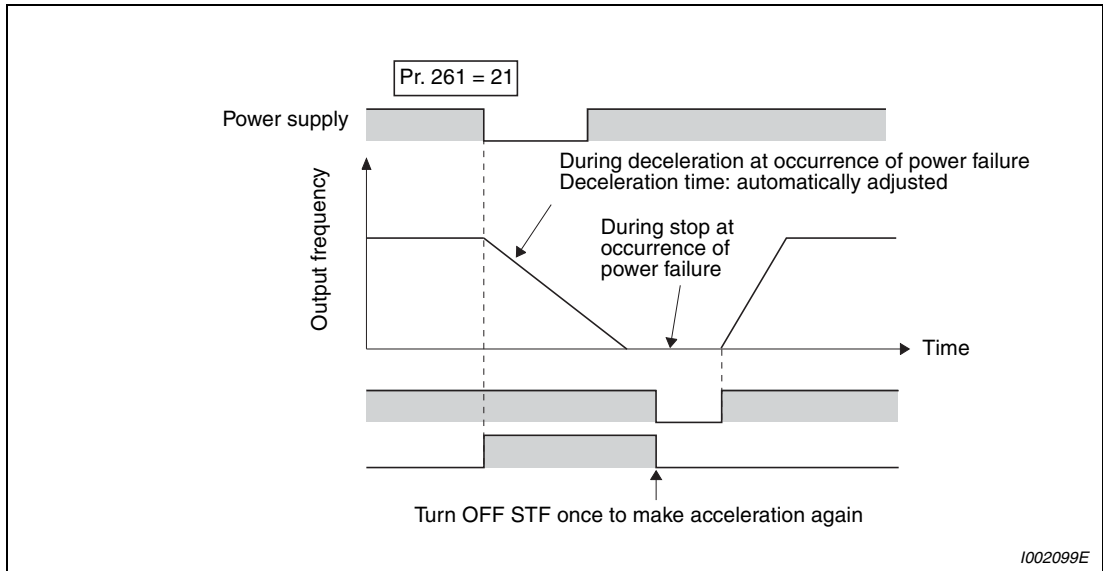 Pr. 261 = 21
Power supply
During deceleration at occurrence of power failure
Deceleration time: automatically adjusted
During stop at
occurrence of
power failure
Output frequency
Time
Turn OFF STF once to make acceleration again
I002099E